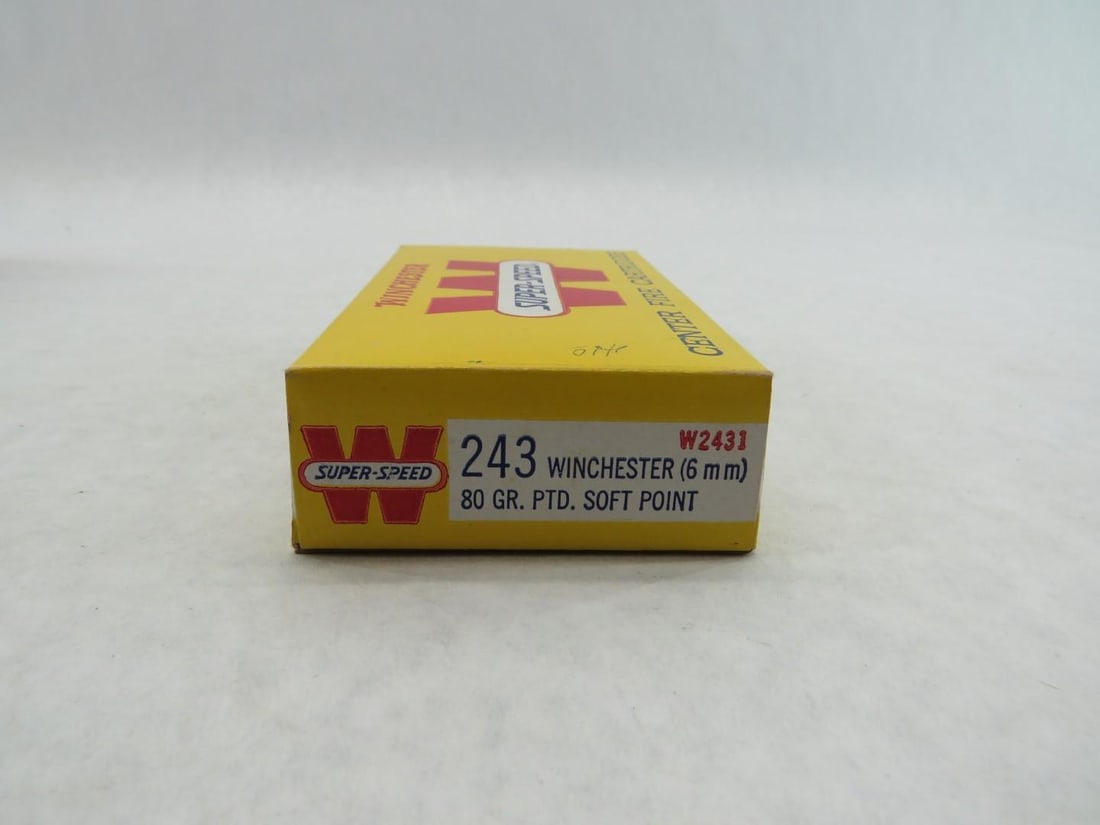 WINCHESTER
W
SUPER-SPEED
CENTER FIRE CARTRIDGES
W
SUPER-SPEED
W2431
243 WINCHESTER (6 mm)
80 GR. PTD. SOFT POINT